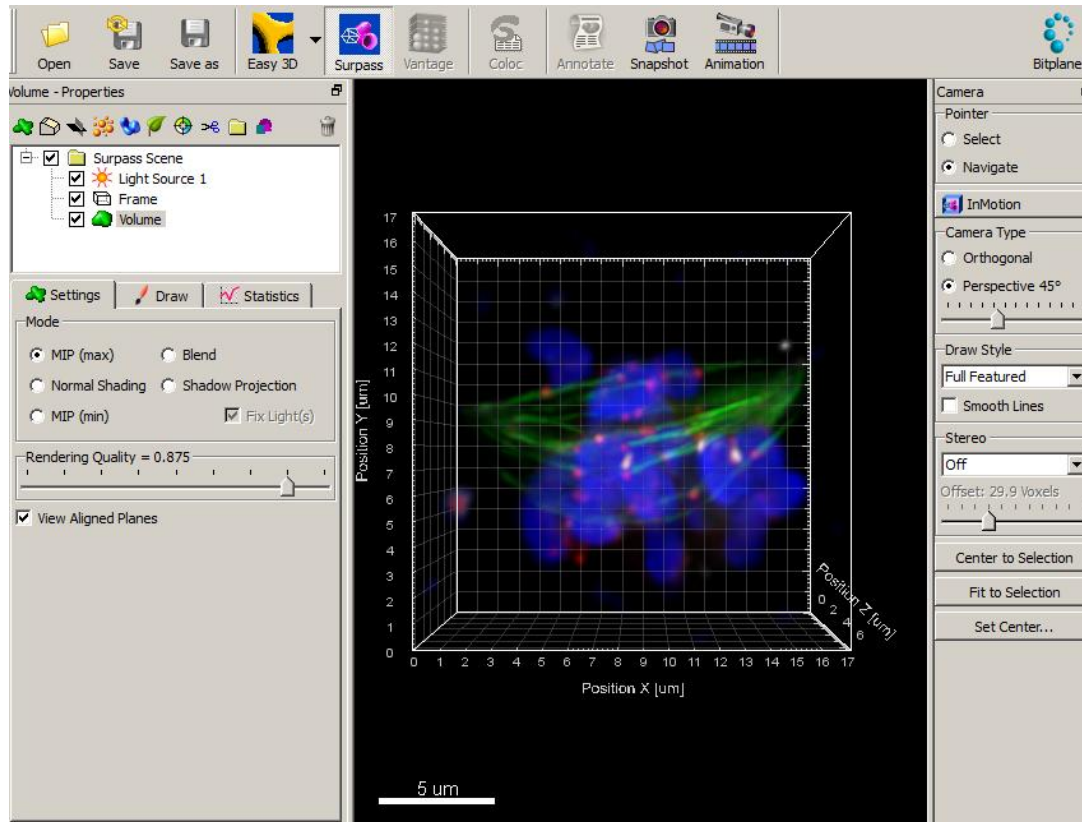 Open Save Save as Easy 3D Surpass Vantage Coloc Annotate Snapshot Animation Bitplane
Volume - Properties
Surpass Scene
Light Source 1
Frame
Volume
Settings Draw Statistics
Mode
MIP (max) Blend
Normal Shading Shadow Projection
MIP (min) Fix Light(s)
Rendering Quality = 0.875
View Aligned Planes
17
16
15
14
13
12
11
10
9
8
7
6
5
4
3
2
1
0
Position Y [um]
0 1 2 3 4 5 6 7 8 9 10 11 12 13 14 15 16 17
Position X [um]
Position Z [um]
0 2 4 6
5 um
Camera
Pointer
Select
Navigate
InMotion
Camera Type
Orthogonal
Perspective 45°
Draw Style
Full Featured
Smooth Lines
Stereo
Off
Offset: 29.9 Voxels
Center to Selection
Fit to Selection
Set Center...